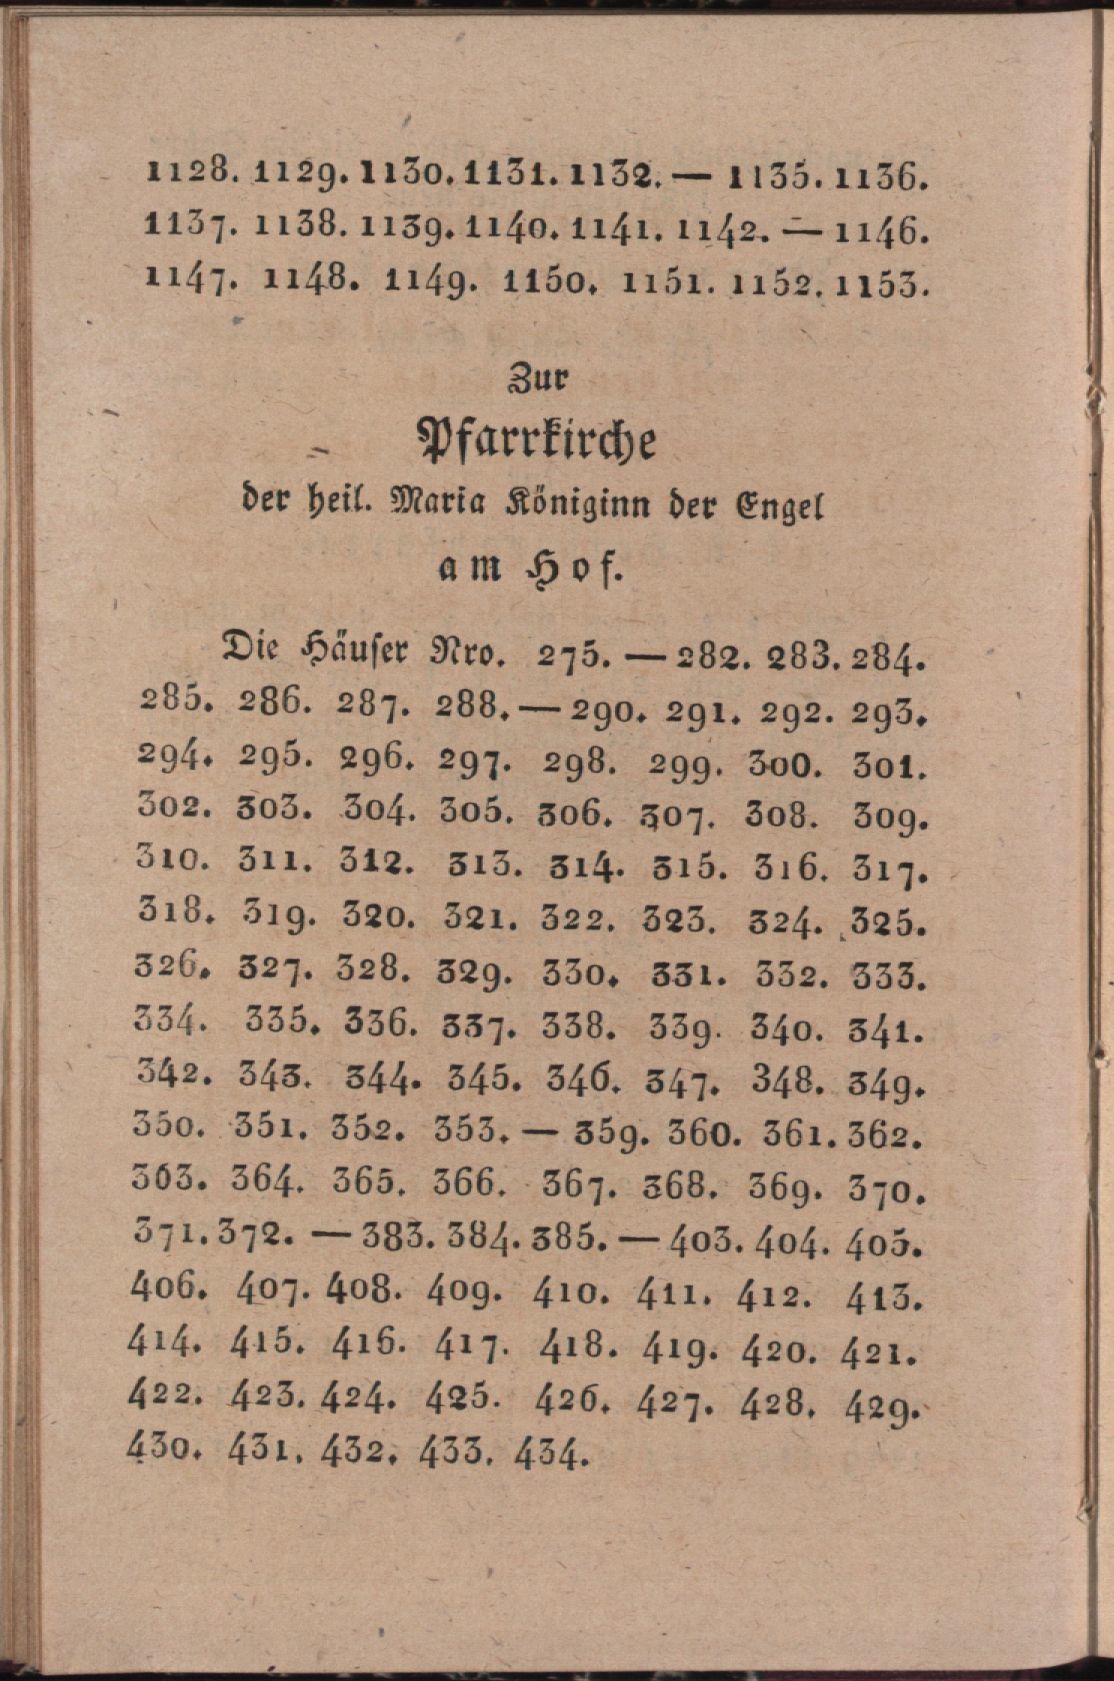 1128. 1129. 1130. 1131. 1132. — 1135. 1136.
1137. 1138. 1139. 1140. 1141. 1142. — 1146.
1147. 1148. 1149. 1150. 1151. 1152. 1153.
Zur
Pfarrkirche
der heil. Maria Königinn der Engel
am Hof.
Die Häuser Nro. 275. — 282. 283. 284.
285. 286. 287. 288. — 290. 291. 292. 293.
294. 295. 296. 297. 298. 299. 300. 301.
302. 303. 304. 305. 306. 307. 308. 309.
310. 311. 312. 313. 314. 315. 316. 317.
318. 319. 320. 321. 322. 323. 324. 325.
326. 327. 328. 329. 330. 331. 332. 333.
334. 335. 336. 337. 338. 339. 340. 341.
342. 343. 344. 345. 346. 347. 348. 349.
350. 351. 352. 353. — 359. 360. 361. 362.
363. 364. 365. 366. 367. 368. 369. 370.
371. 372. — 383. 384. 385. — 403. 404. 405.
406. 407. 408. 409. 410. 411. 412. 413.
414. 415. 416. 417. 418. 419. 420. 421.
422. 423. 424. 425. 426. 427. 428. 429.
430. 431. 432. 433. 434.